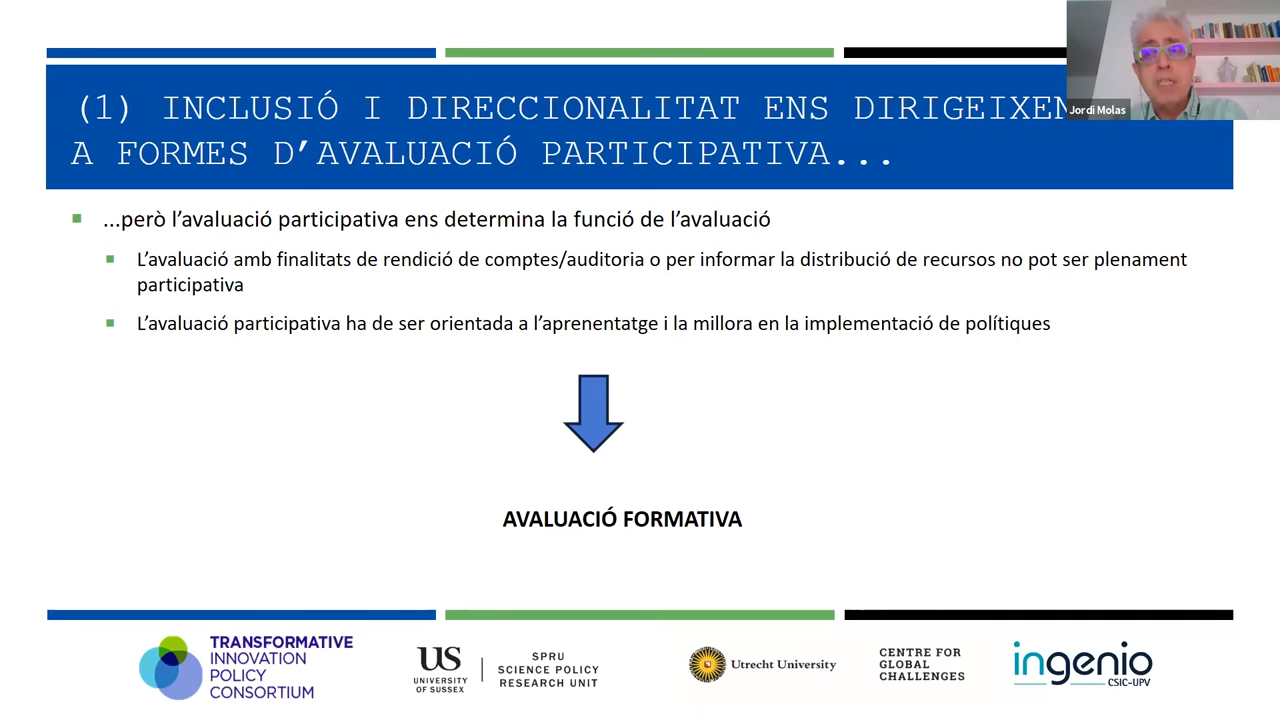 (1) INCLUSIÓ I DIRECCIONALITAT ENS DIRIGEIXEN
A FORMES D’AVALUACIÓ PARTICIPATIVA...
Jordi Molas
...però l’avaluació participativa ens determina la funció de l’avaluació
L’avaluació amb finalitats de rendició de comptes/auditoria o per informar la distribució de recursos no pot ser plenament
participativa
L’avaluació participativa ha de ser orientada a l’aprenentatge i la millora en la implementació de polítiques
AVALUACIÓ FORMATIVA
TRANSFORMATIVE
INNOVATION
POLICY
CONSORTIUM
US
UNIVERSITY
OF SUSSEX
SPRU
SCIENCE POLICY
RESEARCH UNIT
Utrecht University
CENTRE FOR
GLOBAL
CHALLENGES
ingenio
CSIC-UPV